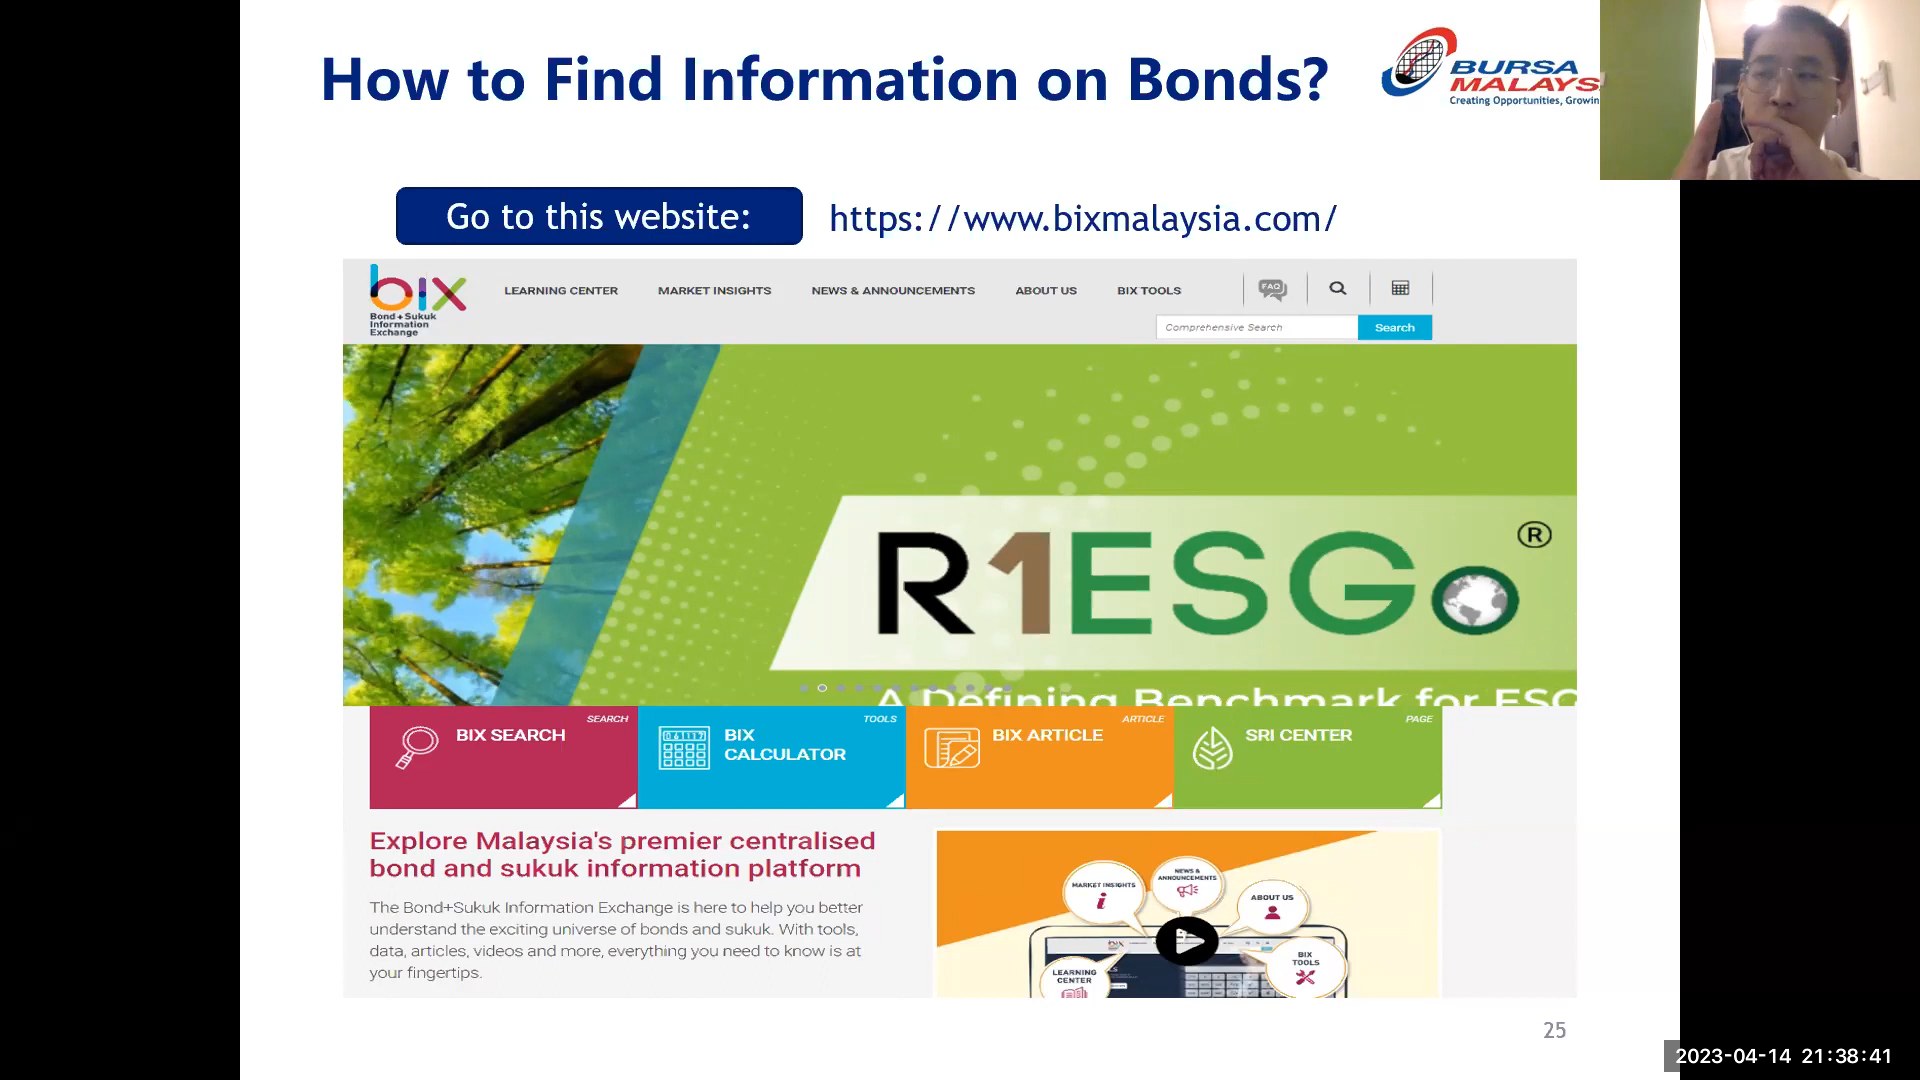 How to Find Information on Bonds?
BURSA
MALAYS
Creating Opportunities, Growin
Go to this website:
https://www.bixmalaysia.com/
bix
Bond+Sukuk
Information
Exchange
LEARNING CENTER
MARKET INSIGHTS
NEWS & ANNOUNCEMENTS
ABOUT US
BIX TOOLS
FAQ
Comprehensive Search
Search
R1ESGo®
A Defining Benchmark for ESG
SEARCH
BIX SEARCH
TOOLS
BIX
CALCULATOR
ARTICLE
BIX ARTICLE
PAGE
SRI CENTER
Explore Malaysia's premier centralised
bond and sukuk information platform
The Bond+Sukuk Information Exchange is here to help you better
understand the exciting universe of bonds and sukuk. With tools,
data, articles, videos and more, everything you need to know is at
your fingertips.
MARKET INSIGHTS
NEWS &
ANNOUNCEMENTS
ABOUT US
BIX
TOOLS
LEARNING
CENTER
25
2023-04-14 21:38:41